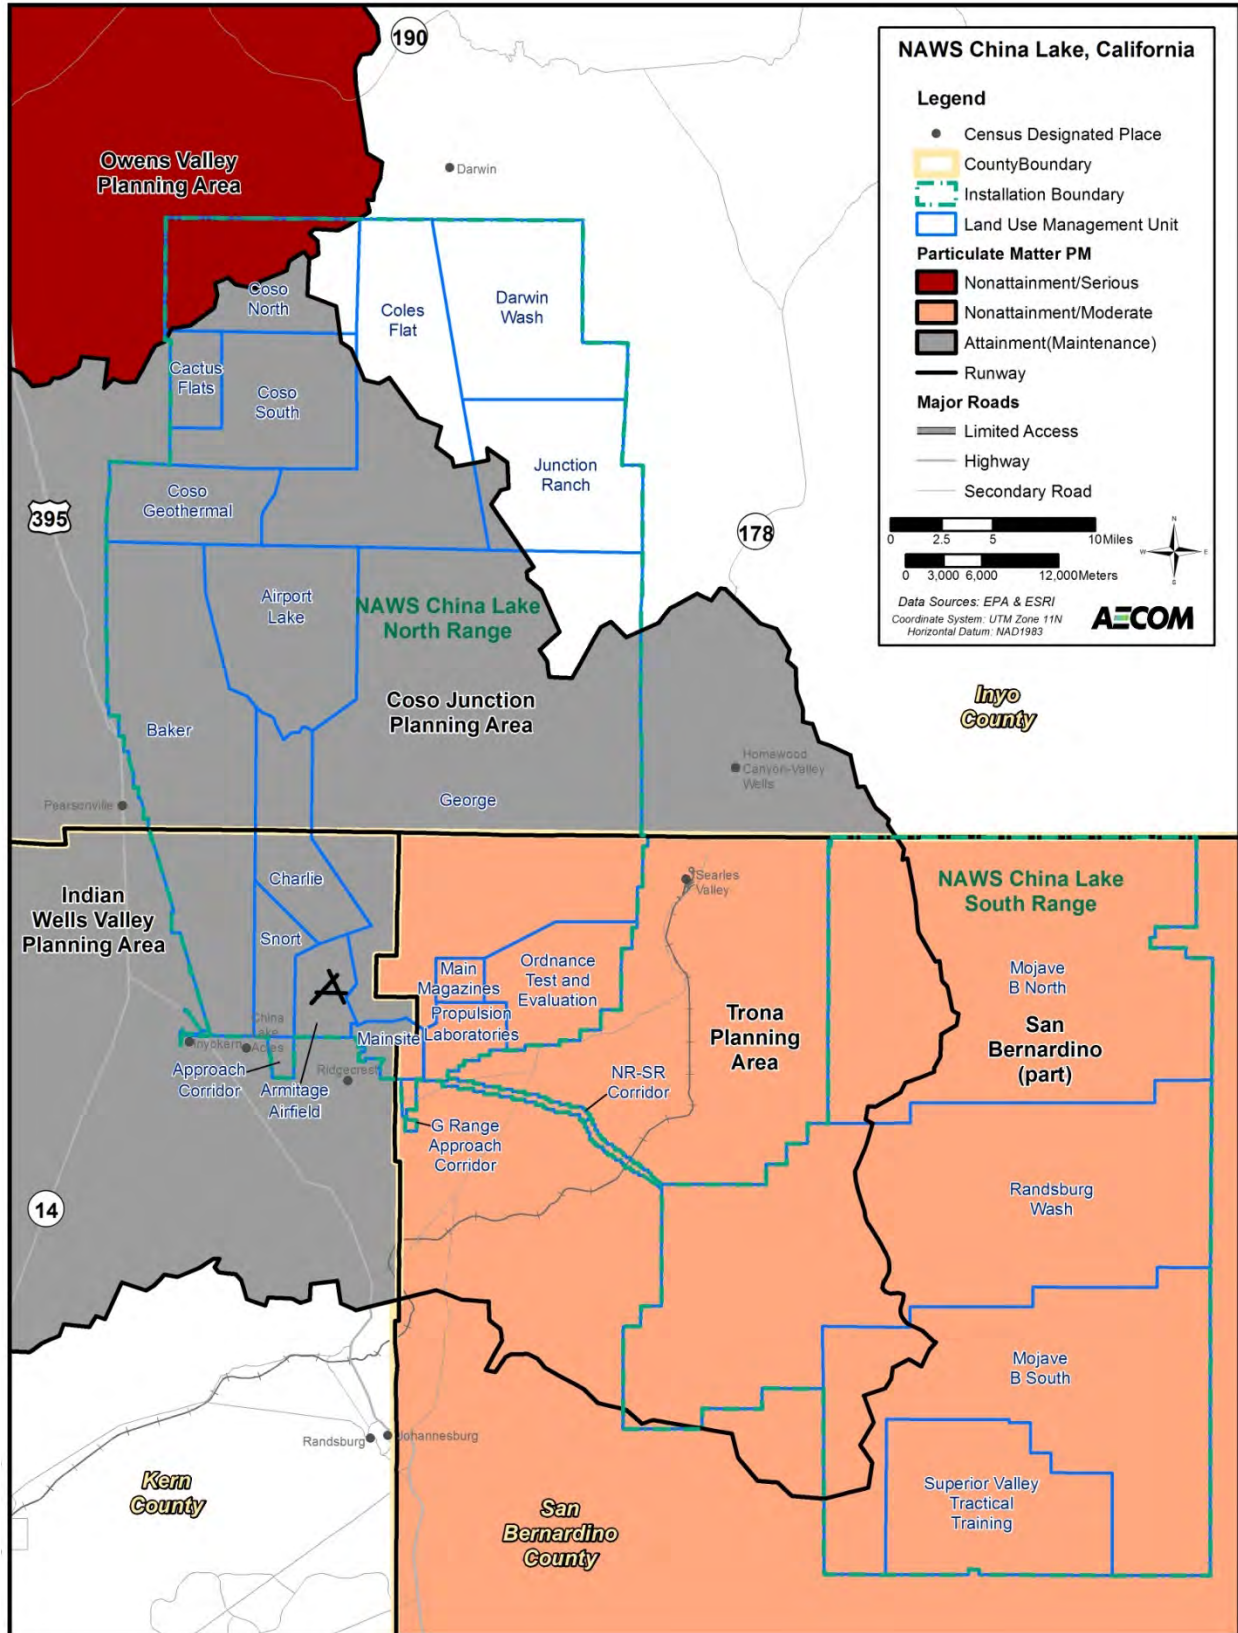 190
NAWS China Lake, California
Legend
Census Designated Place
CountyBoundary
Installation Boundary
Land Use Management Unit
Particulate Matter PM
Nonattainment/Serious
Nonattainment/Moderate
Attainment(Maintenance)
Runway
Major Roads
Limited Access
Highway
Secondary Road
0 2.5 5 10 Miles
0 3,000 6,000 12,000 Meters
N
W
E
S
Data Sources: EPA & ESRI
Coordinate System: UTM Zone 11N
Horizontal Datum: NAD1983
AECOM
Owens Valley
Planning Area
Darwin
Coso
North
Coles
Flat
Darwin
Wash
Cactus
Flats
Coso
South
Junction
Ranch
Coso
Geothermal
395
178
Airport
Lake
NAWS China Lake
North Range
Coso Junction
Planning Area
Inyo
County
Baker
Homewood
Canyon-Valley
Wells
Pearsonville
George
Indian
Wells Valley
Planning Area
Charlie
Snort
Searles
Valley
NAWS China Lake
South Range
Main
Magazines
Ordnance
Test and
Evaluation
Mojave
B North
Propulsion
Laboratories
Trona
Planning
Area
San
Bernardino
(part)
China
Lake
Acres
Inyokern
Mainsite
Approach
Corridor
Armitage
Airfield
Ridgecrest
NR-SR
Corridor
G Range
Approach
Corridor
14
Randsburg
Wash
Mojave
B South
Randsburg
Johannesburg
Kern
County
San
Bernardino
County
Superior Valley
Tractical
Training